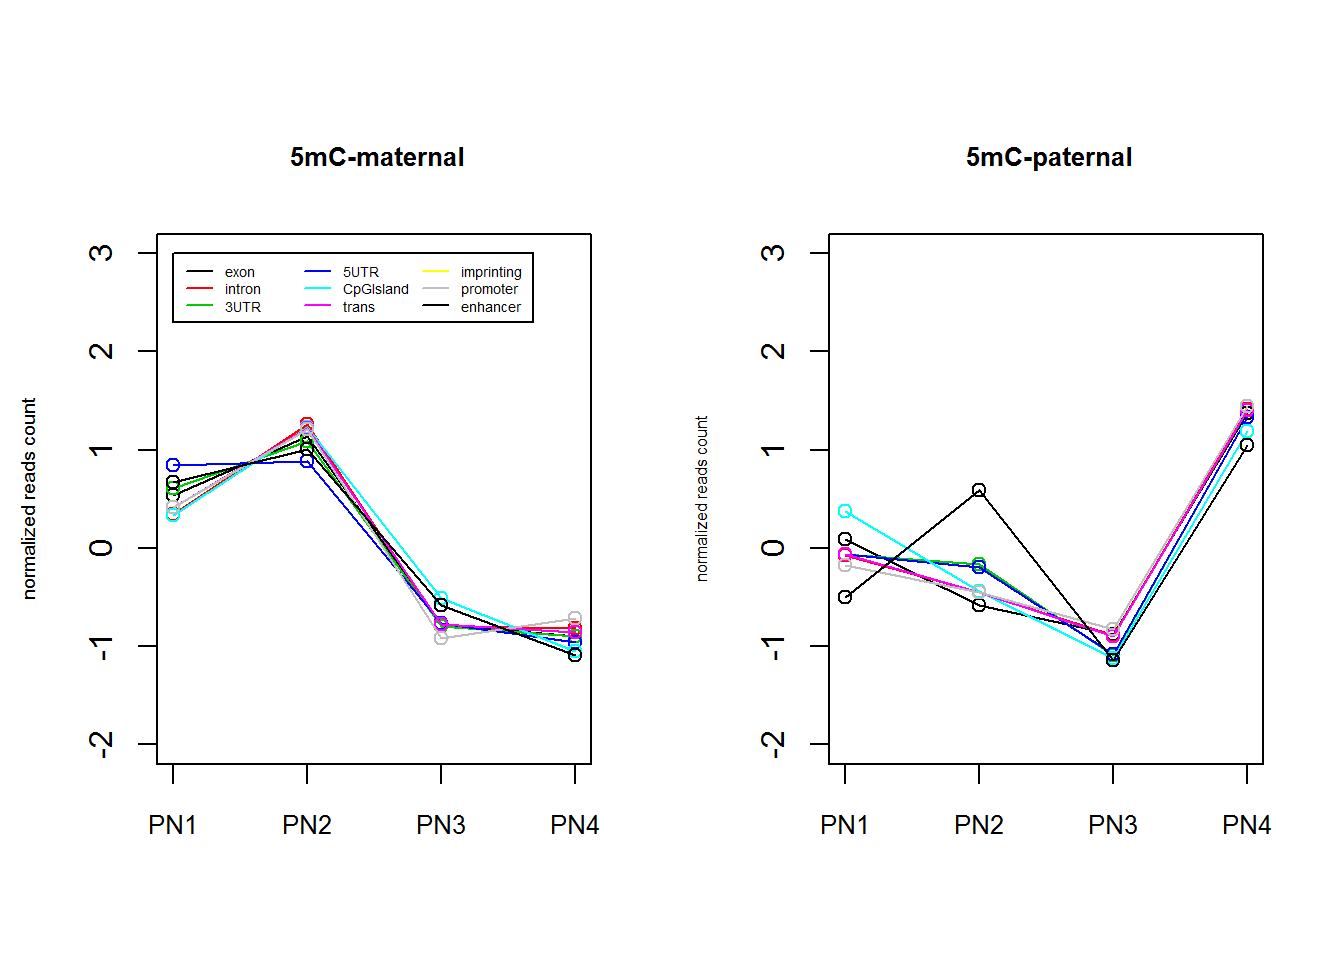 5mC-maternal
5mC-paternal
normalized reads count
3
2
1
0
-1
-2
exon
intron
3UTR
5UTR
CpGIsland
trans
imprinting
promoter
enhancer
PN1 PN2 PN3 PN4
normalized reads count
3
2
1
0
-1
-2
PN1 PN2 PN3 PN4